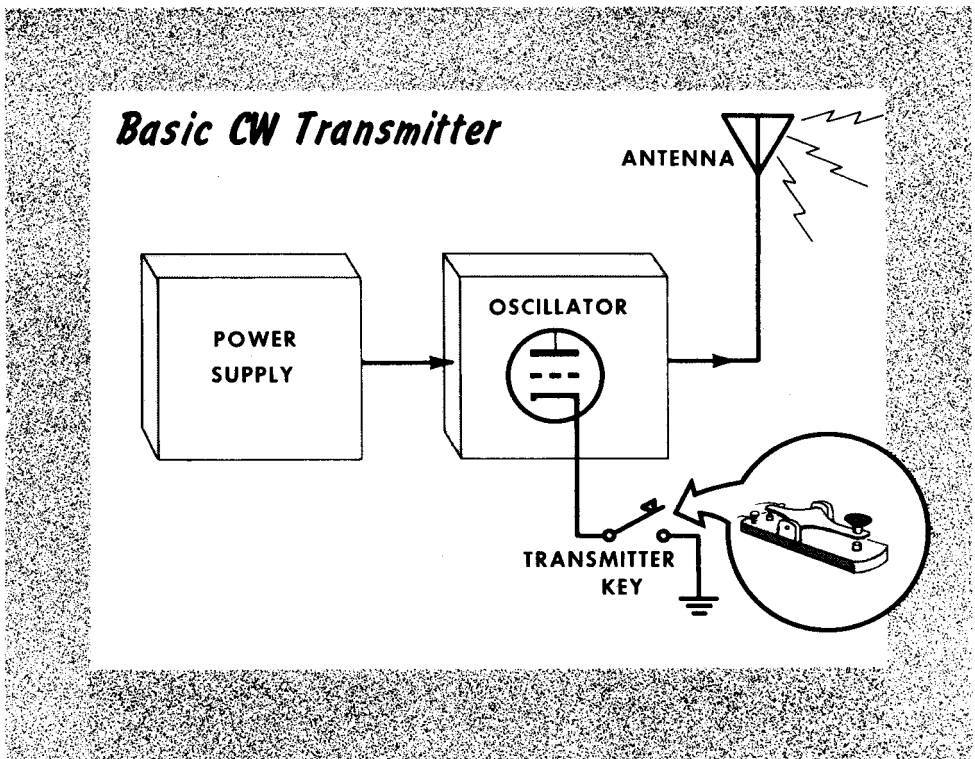 Basic CW Transmitter
ANTENNA
POWER
SUPPLY
OSCILLATOR
TRANSMITTER
KEY